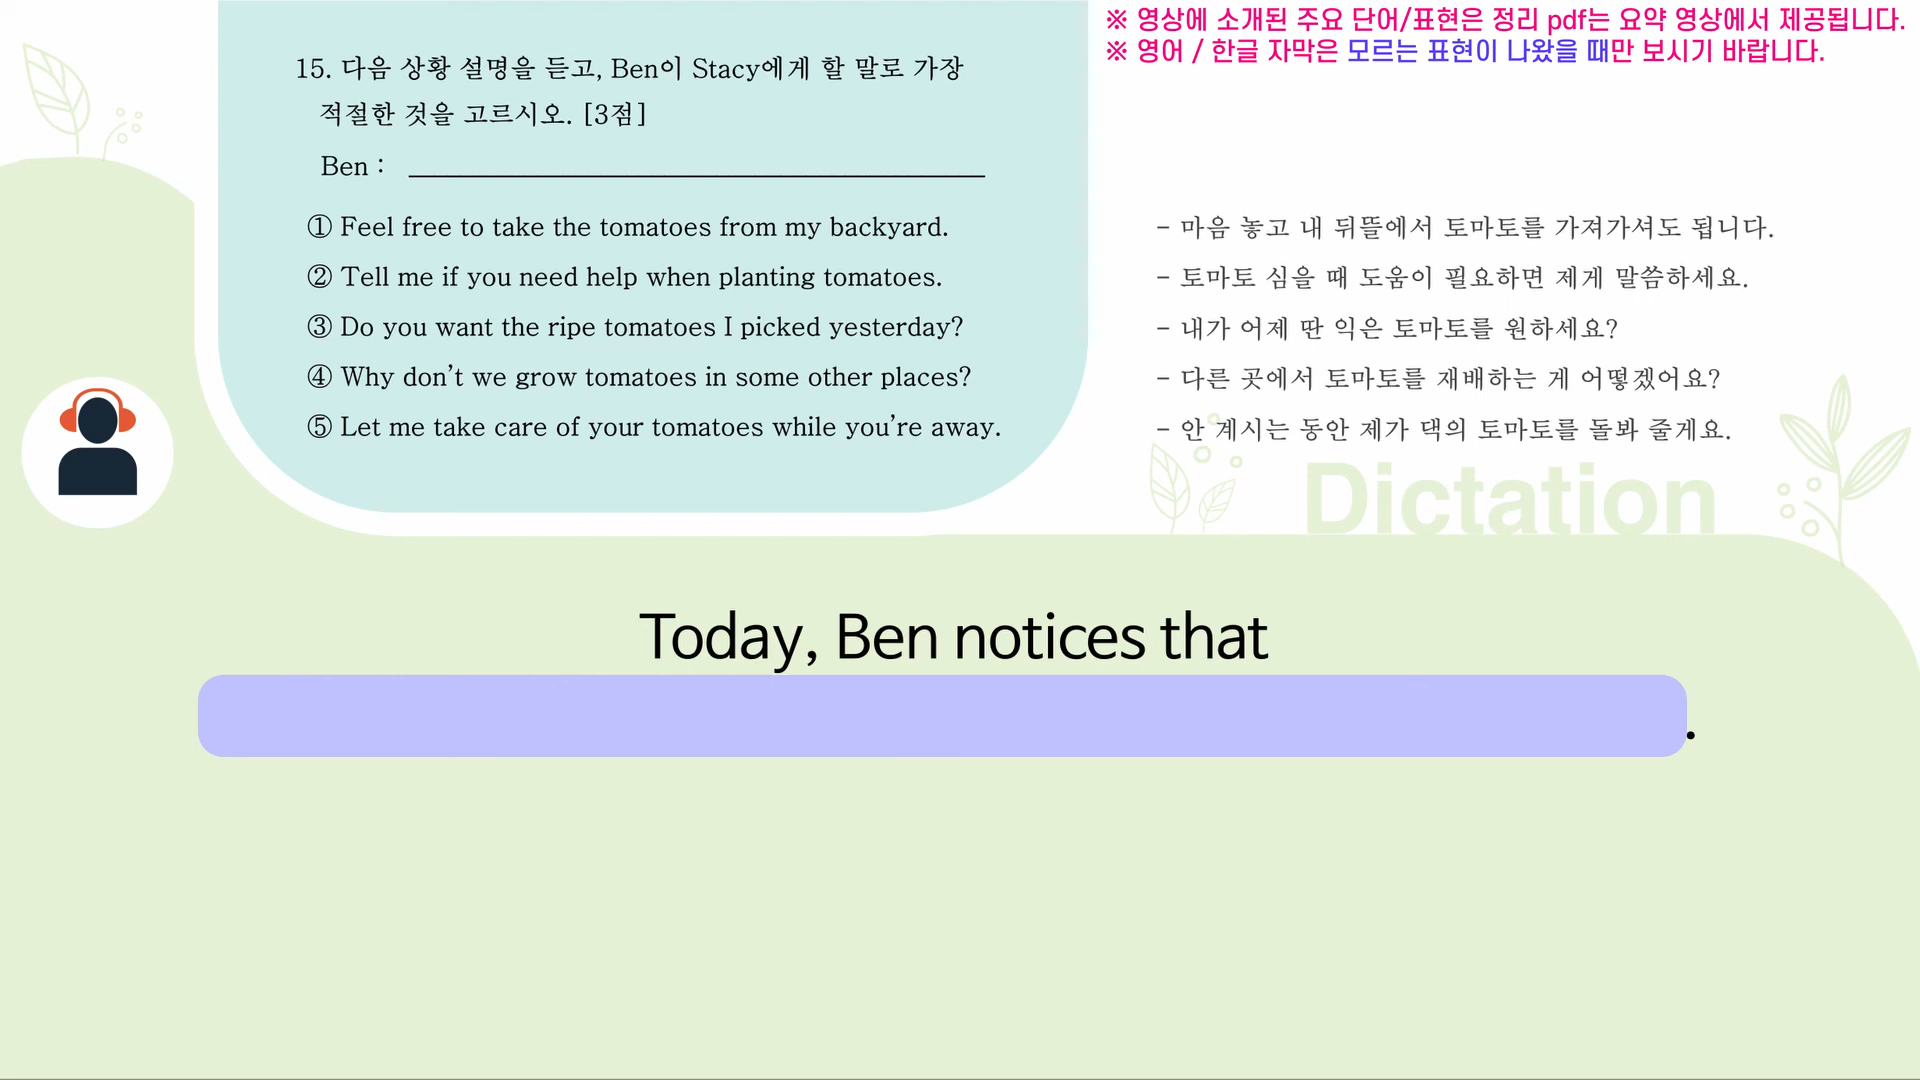 ※ 영상에 소개된 주요 단어/표현은 정리 pdf는 요약 영상에서 제공됩니다.
※ 영어 / 한글 자막은 모르는 표현이 나왔을 때만 보시기 바랍니다.
15. 다음 상황 설명을 듣고, Ben이 Stacy에게 할 말로 가장
적절한 것을 고르시오. [3점]
Ben :
① Feel free to take the tomatoes from my backyard.
② Tell me if you need help when planting tomatoes.
③ Do you want the ripe tomatoes I picked yesterday?
④ Why don’t we grow tomatoes in some other places?
⑤ Let me take care of your tomatoes while you’re away.
- 마음 놓고 내 뒤뜰에서 토마토를 가져가셔도 됩니다.
- 토마토 심을 때 도움이 필요하면 제게 말씀하세요.
- 내가 어제 딴 익은 토마토를 원하세요?
- 다른 곳에서 토마토를 재배하는 게 어떻겠어요?
- 안 계시는 동안 제가 댁의 토마토를 돌봐 줄게요.
Dictation
Today, Ben notices that
.